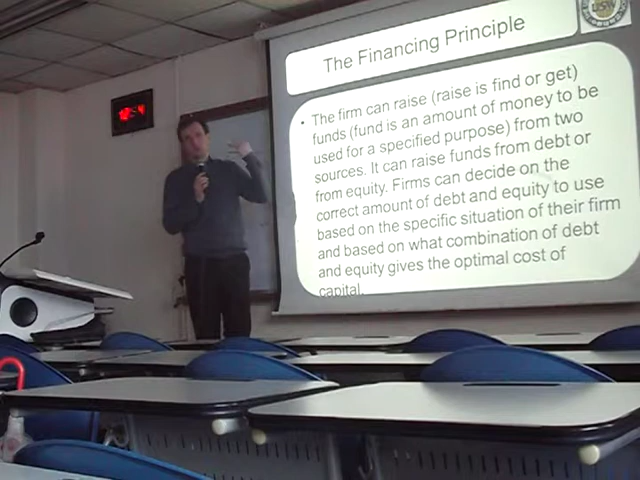 The Financing Principle
• The firm can raise (raise is find or get)
funds (fund is an amount of money to be
used for a specified purpose) from two
sources. It can raise funds from debt or
from equity. Firms can decide on the
correct amount of debt and equity to use
based on the specific situation of their firm
and based on what combination of debt
and equity gives the optimal cost of
capital.
USW